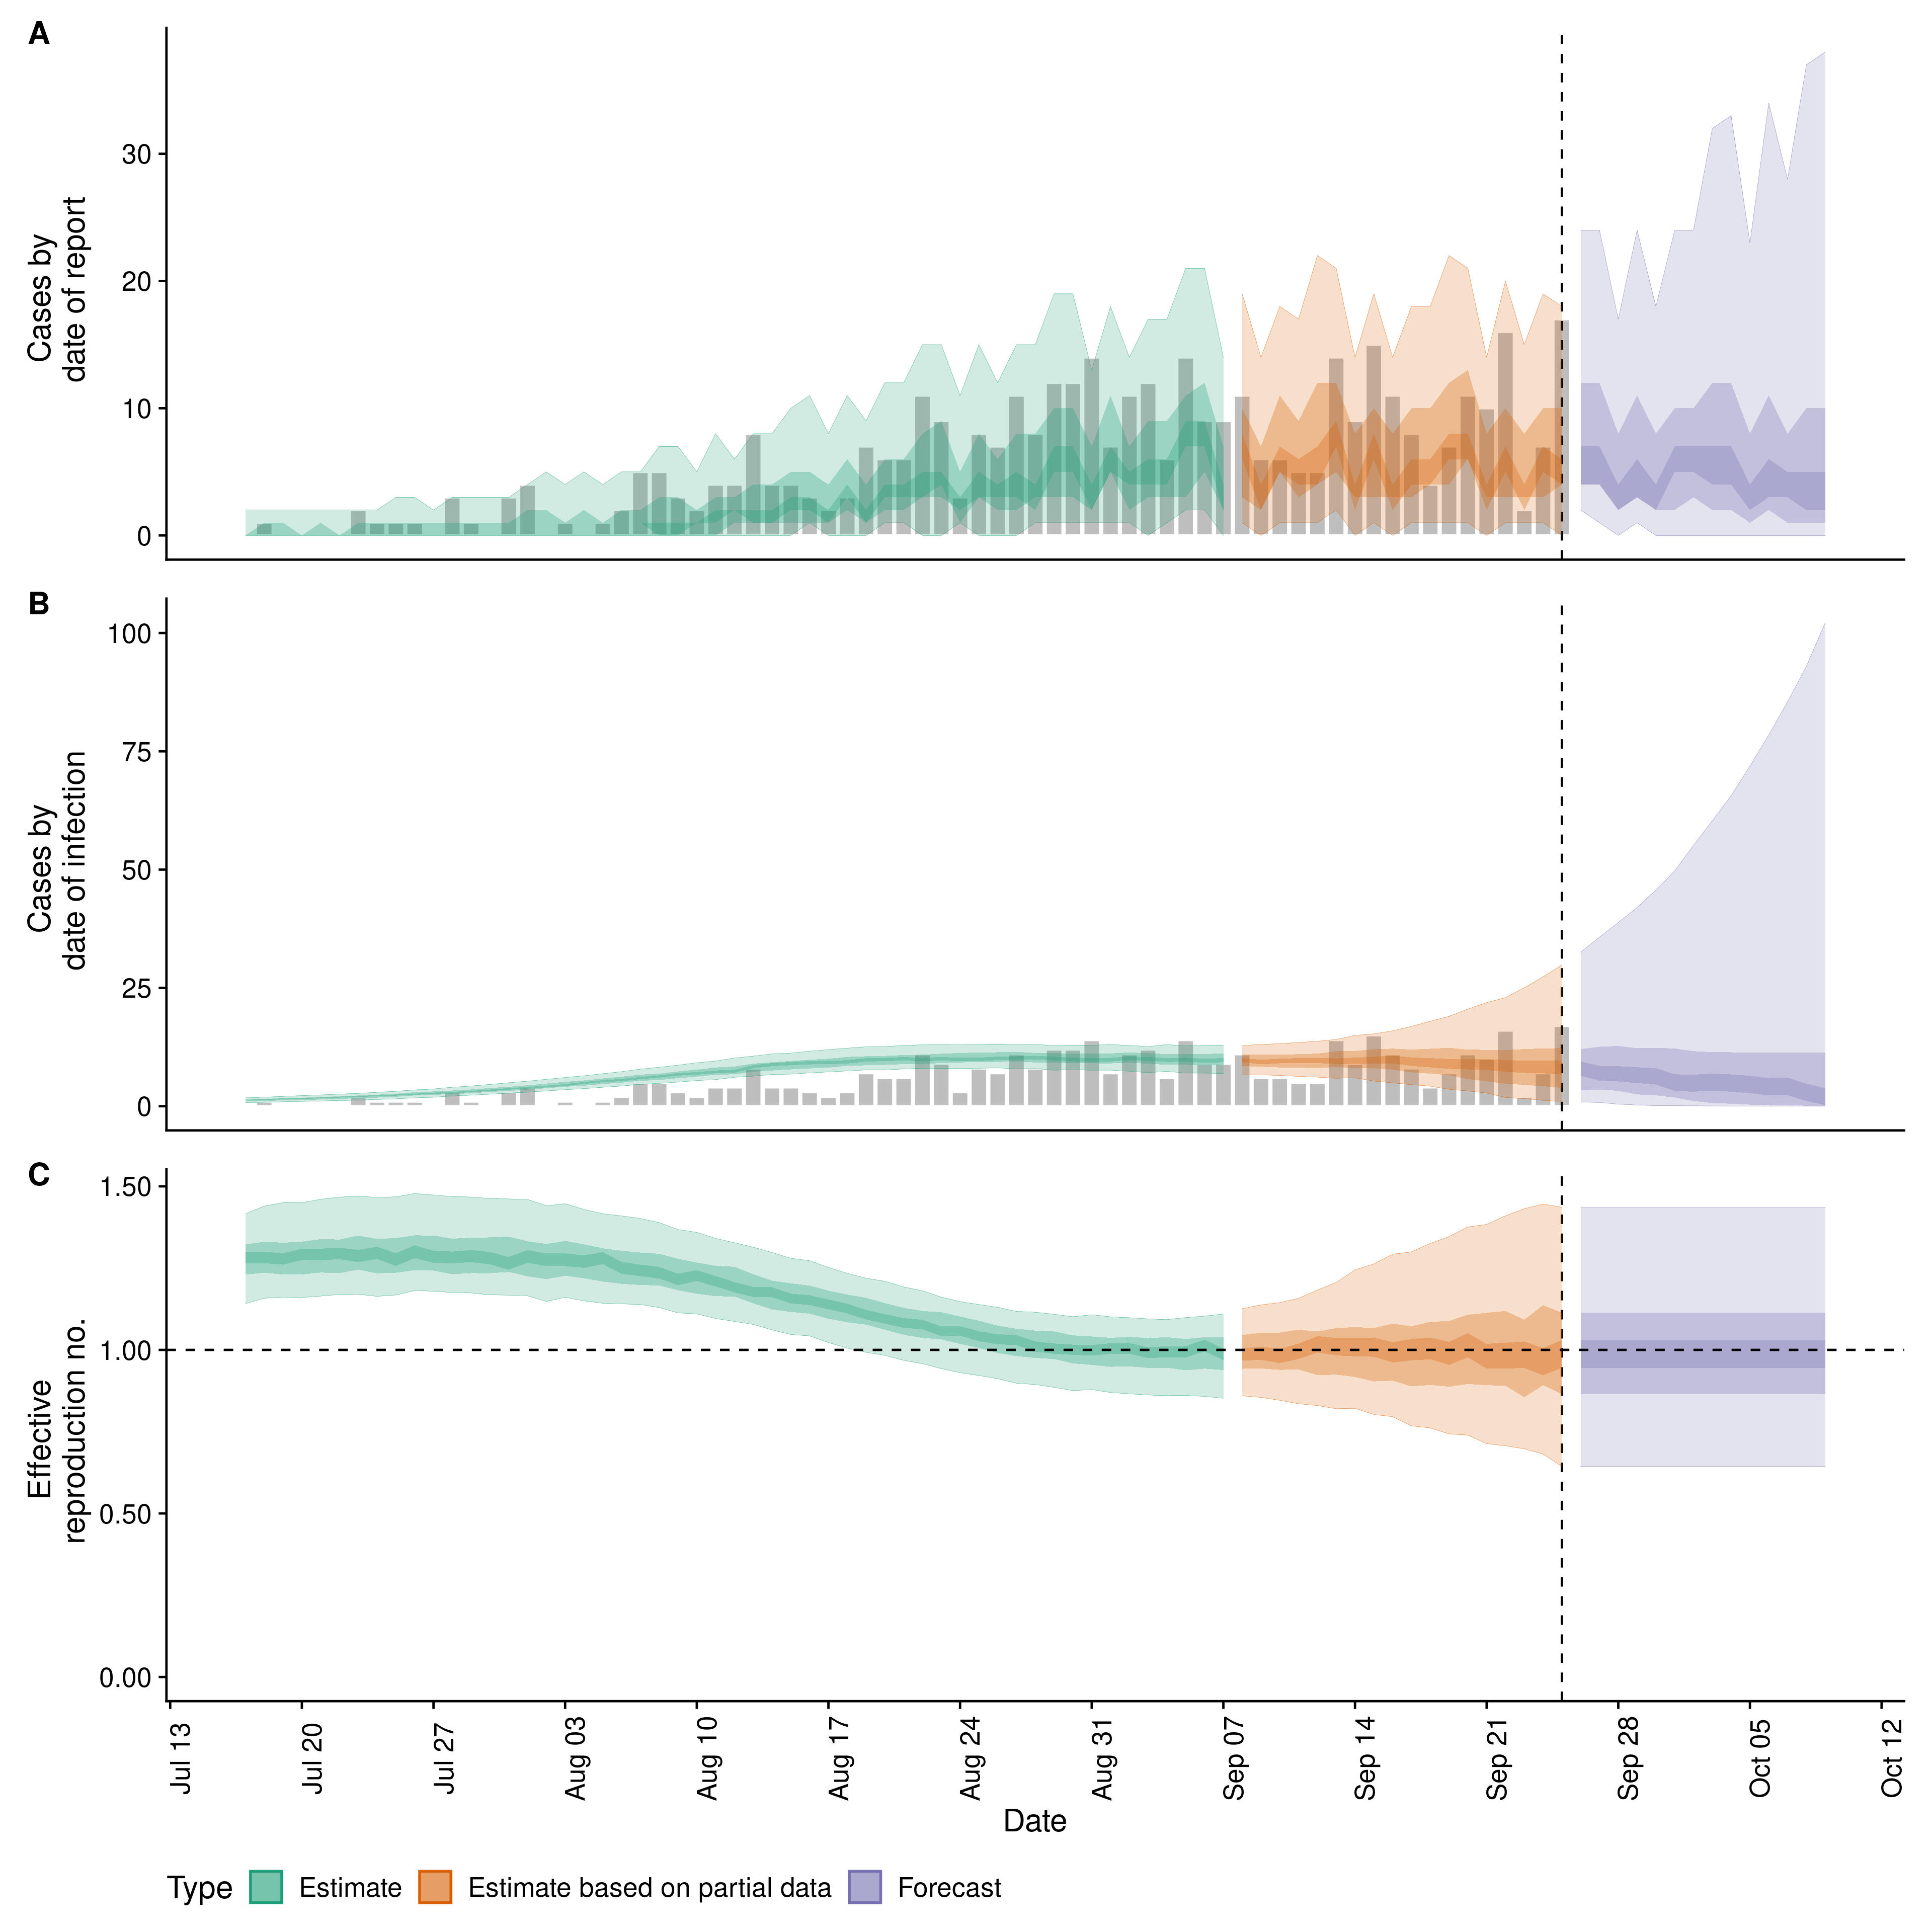 A
Cases by
date of report
30
20
10
0
B
Cases by
date of infection
100
75
50
25
0
C
Effective
reproduction no.
1.50
1.00
0.50
0.00
Jul 13
Jul 20
Jul 27
Aug 03
Aug 10
Aug 17
Aug 24
Aug 31
Sep 07
Sep 14
Sep 21
Sep 28
Oct 05
Oct 12
Date
Type Estimate Estimate based on partial data Forecast